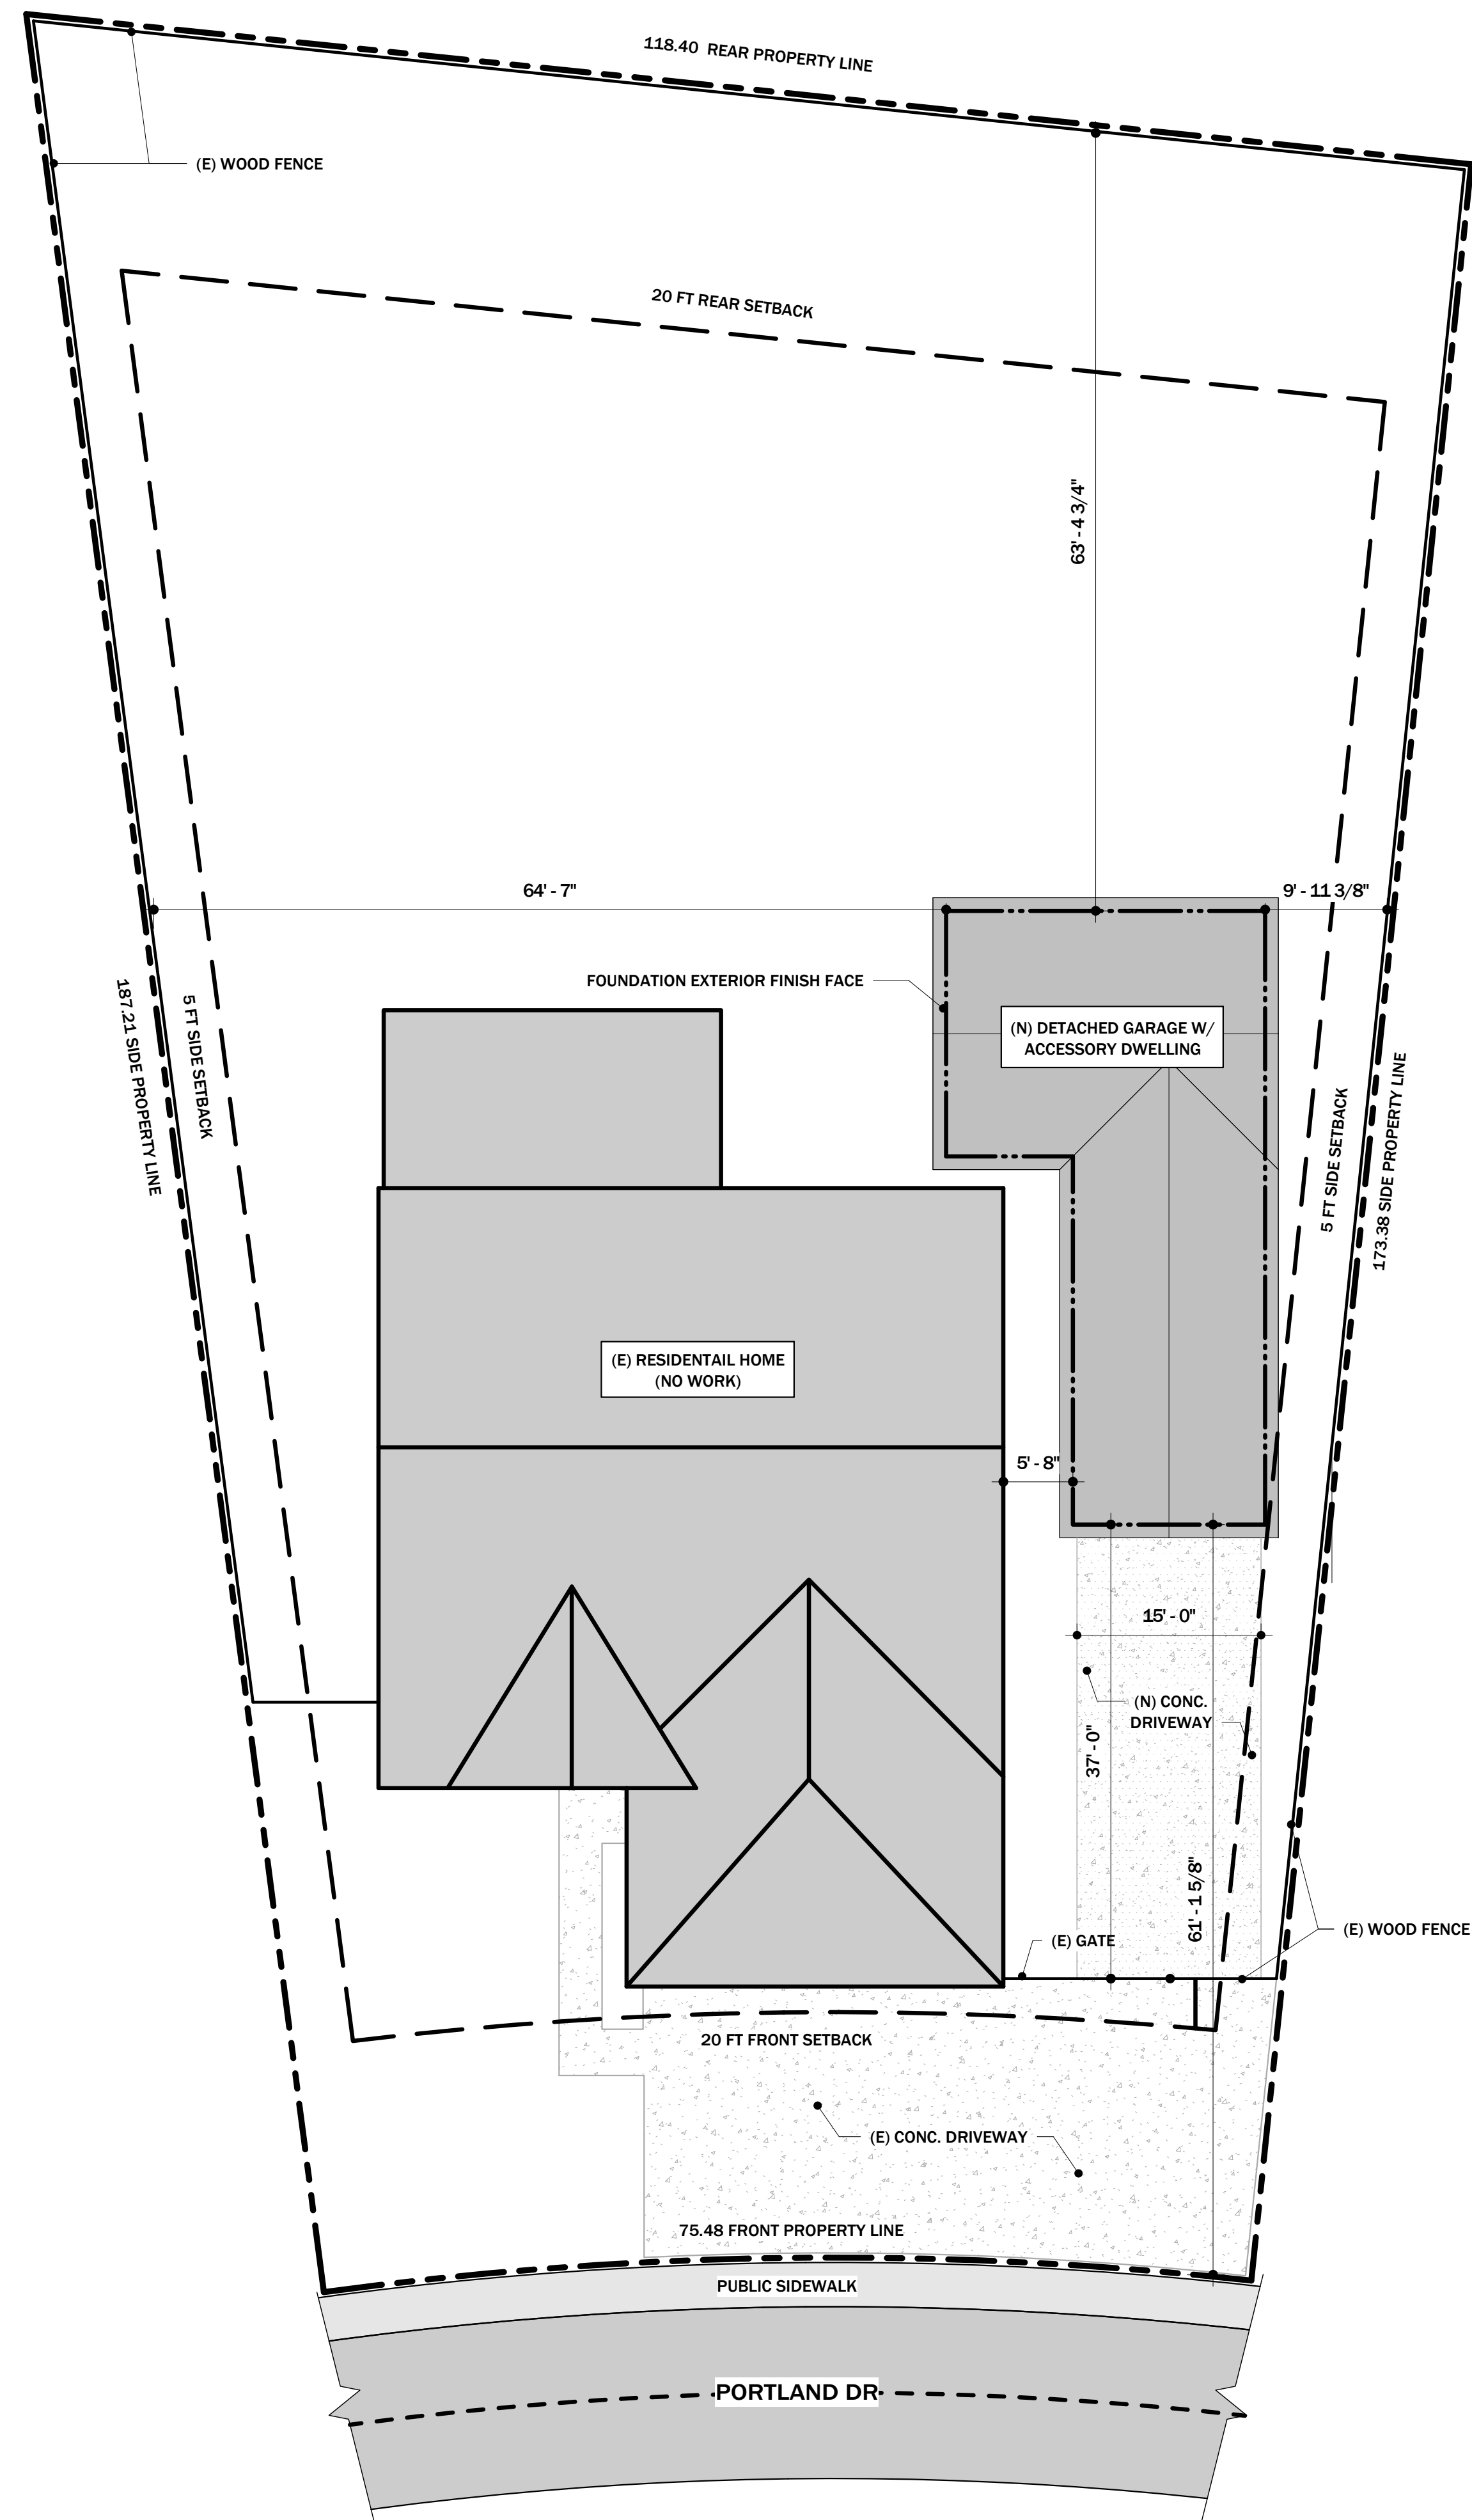 118.40 REAR PROPERTY LINE
(E) WOOD FENCE
20 FT REAR SETBACK
63' - 4 3/4"
64' - 7"
9' - 11 3/8"
FOUNDATION EXTERIOR FINISH FACE
(N) DETACHED GARAGE W/
ACCESSORY DWELLING
187.21 SIDE PROPERTY LINE
5 FT SIDE SETBACK
5 FT SIDE SETBACK
173.38 SIDE PROPERTY LINE
(E) RESIDENTAIL HOME
(NO WORK)
5' - 8"
15' - 0"
(N) CONC.
DRIVEWAY
37' - 0"
61' - 1 5/8"
(E) GATE
(E) WOOD FENCE
20 FT FRONT SETBACK
(E) CONC. DRIVEWAY
75.48 FRONT PROPERTY LINE
PUBLIC SIDEWALK
PORTLAND DR